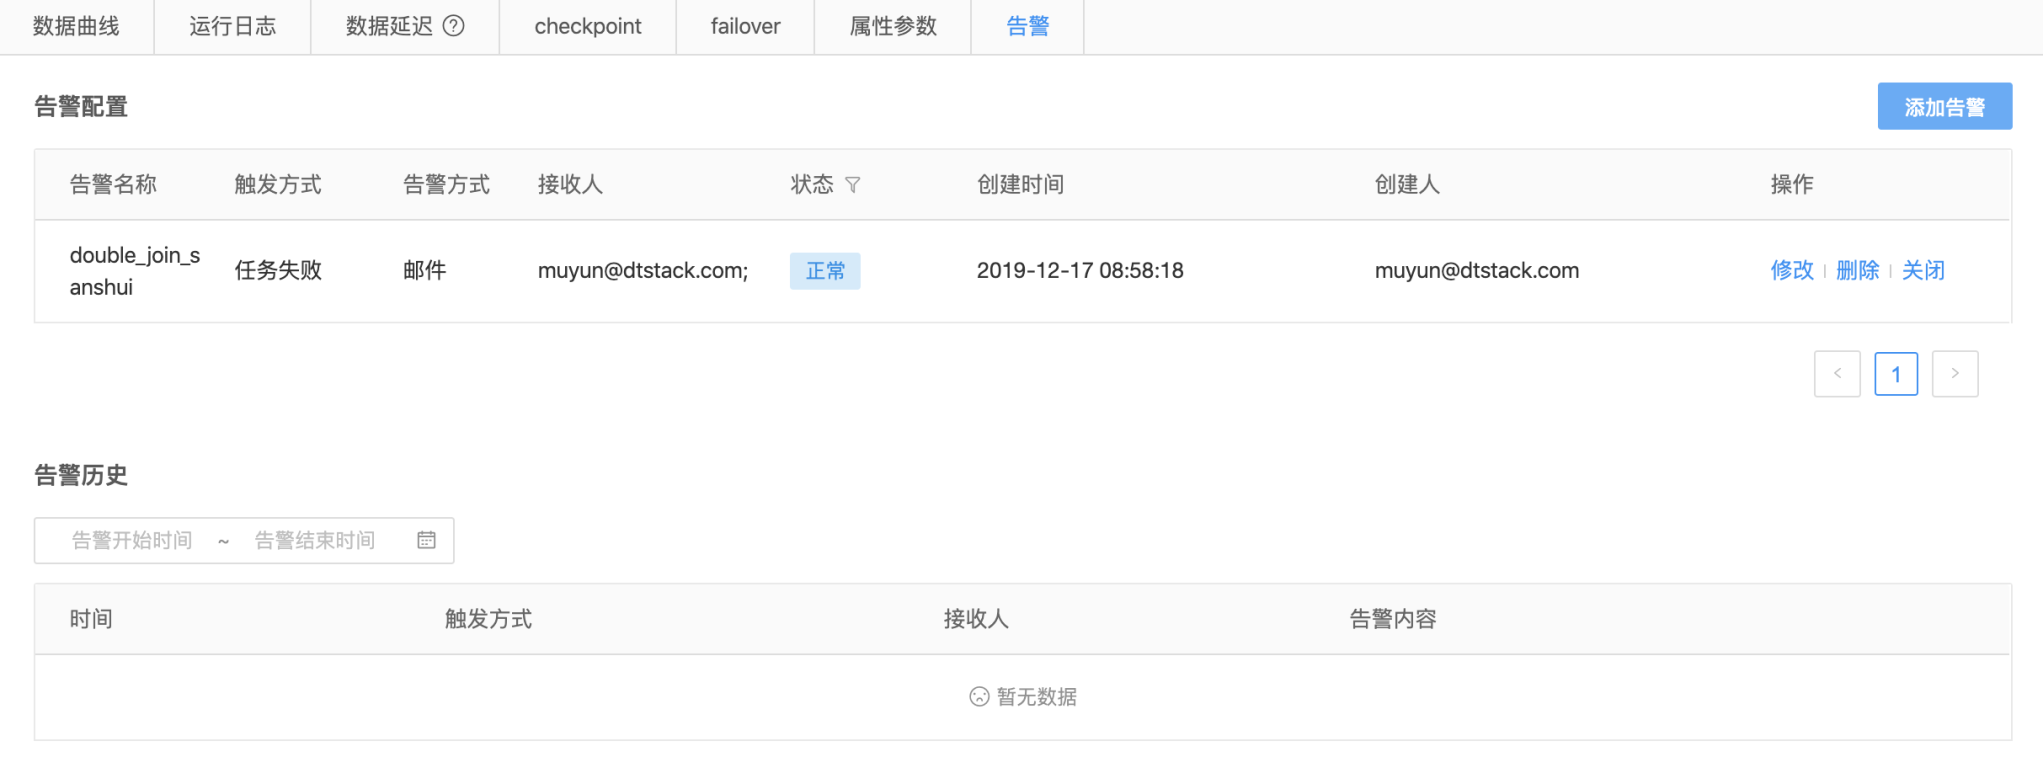 数据曲线 运行日志 数据延迟 checkpoint failover 属性参数 告警
告警配置 添加告警
告警名称 触发方式 告警方式 接收人 状态 创建时间 创建人 操作
double_join_s
anshui 任务失败 邮件 muyun@dtstack.com; 正常 2019-12-17 08:58:18 muyun@dtstack.com 修改 删除 关闭
< 1 >
告警历史
告警开始时间 ~ 告警结束时间
时间 触发方式 接收人 告警内容
暂无数据